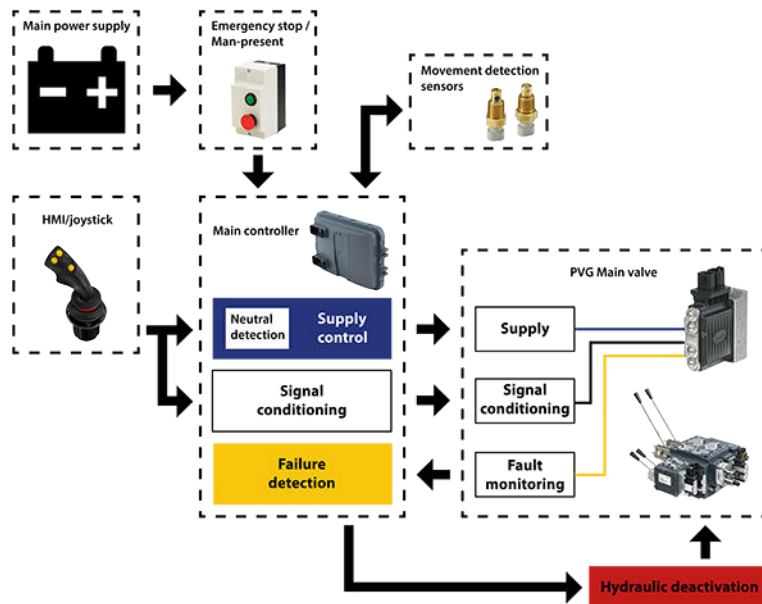 Main power supply
Emergency stop /
Man-present
Movement detection
sensors
HMI/joystick
Main controller
Neutral
detection
Supply
control
Signal
conditioning
Failure
detection
PVG Main valve
Supply
Signal
conditioning
Fault
monitoring
Hydraulic deactivation